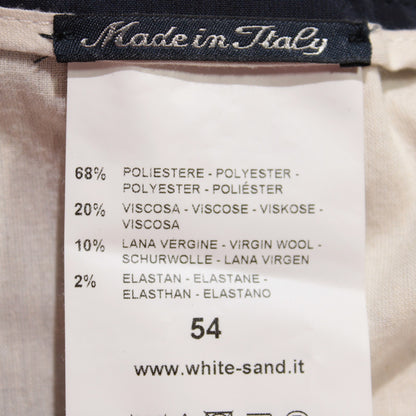 Made in Italy
68% POLIESTERE - POLYESTER -
POLYESTER - POLIÉSTER
20% VISCOSA - VISCOSE - VISKOSE -
VISCOSA
10% LANA VERGINE - VIRGIN WOOL -
SCHURWOLLE - LANA VIRGEN
2% ELASTAN - ELASTANE -
ELASTHAN - ELASTANO
54
www.white-sand.it